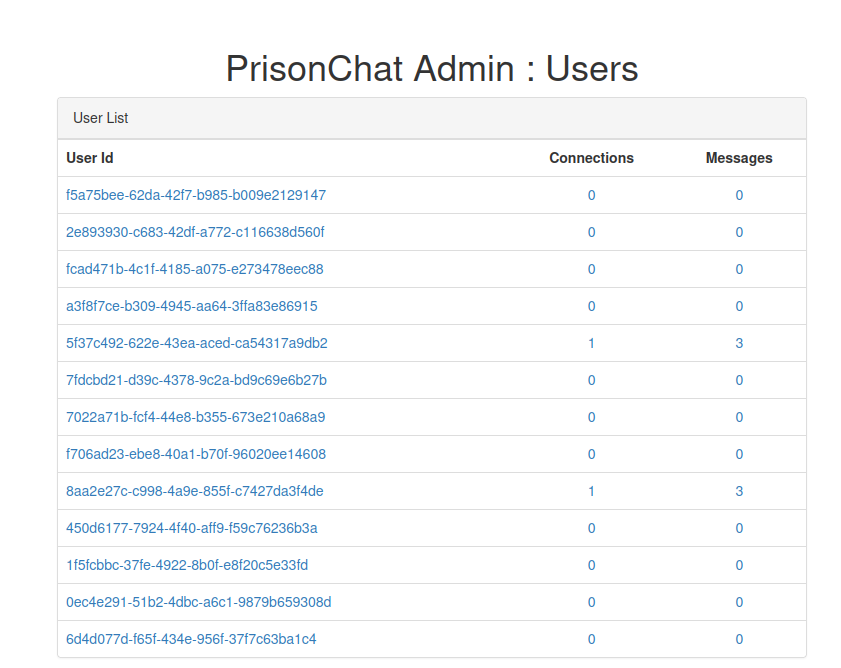 PrisonChat Admin : Users
User List
User Id Connections Messages
f5a75bee-62da-42f7-b985-b009e2129147 0 0
2e893930-c683-42df-a772-c116638d560f 0 0
fcad471b-4c1f-4185-a075-e273478eec88 0 0
a3f8f7ce-b309-4945-aa64-3ffa83e86915 0 0
5f37c492-622e-43ea-aced-ca54317a9db2 1 3
7fdcbd21-d39c-4378-9c2a-bd9c69e6b27b 0 0
7022a71b-fcf4-44e8-b355-673e210a68a9 0 0
f706ad23-ebe8-40a1-b70f-96020ee14608 0 0
8aa2e27c-c998-4a9e-855f-c7427da3f4de 1 3
450d6177-7924-4f40-aff9-f59c76236b3a 0 0
1f5fcbbc-37fe-4922-8b0f-e8f20c5e33fd 0 0
0ec4e291-51b2-4dbc-a6c1-9879b659308d 0 0
6d4d077d-f65f-434e-956f-37f7c63ba1c4 0 0